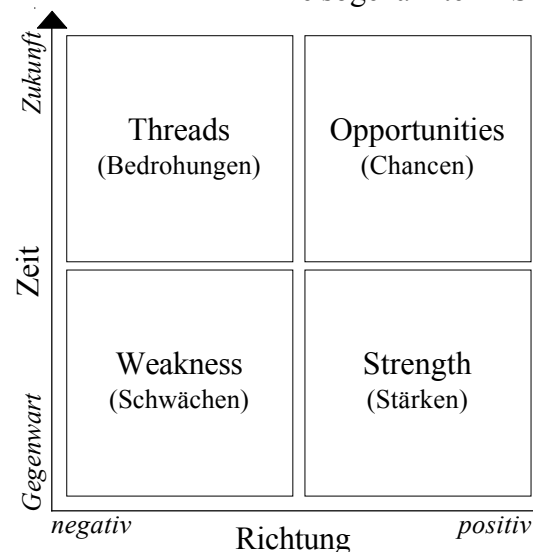 Zukunft
Threads
(Bedrohungen)
Opportunities
(Chancen)
Zeit
Weakness
(Schwächen)
Strength
(Stärken)
Gegenwart
negativ
Richtung
positiv